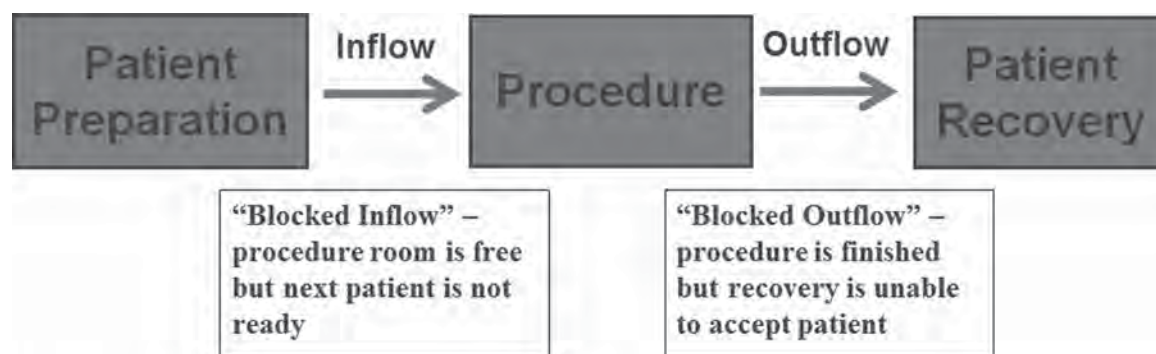 Patient
Preparation
Inflow
Procedure
Outflow
Patient
Recovery
“Blocked Inflow” –
procedure room is free
but next patient is not
ready
“Blocked Outflow” –
procedure is finished
but recovery is unable
to accept patient